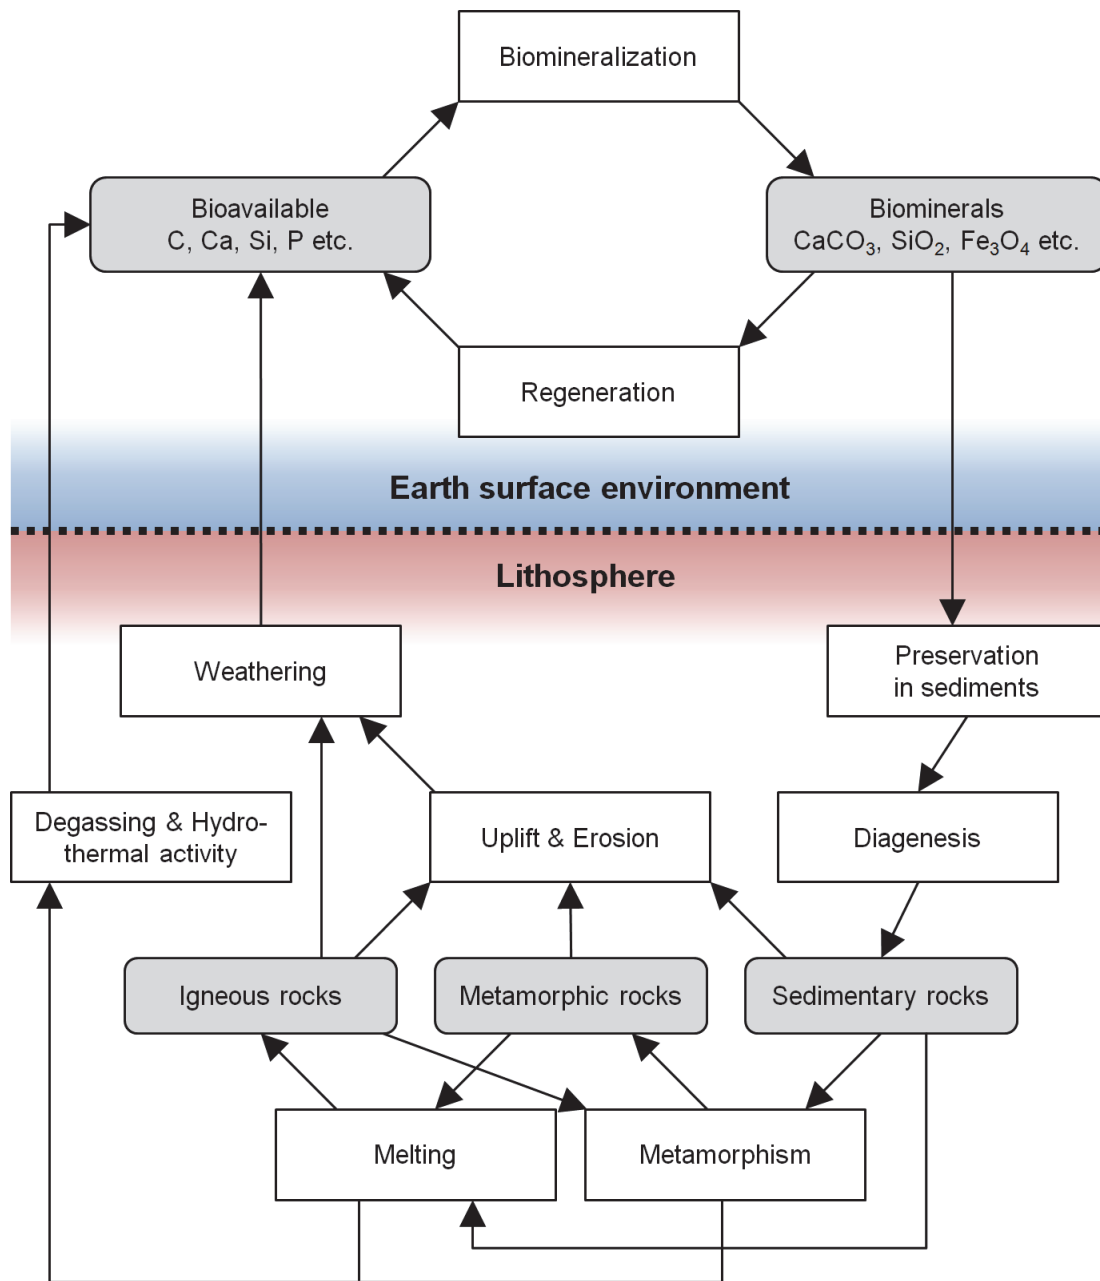 Biomineralization
Bioavailable
C, Ca, Si, P etc.
Biominerals
CaCO₃, SiO₂, Fe₃O₄ etc.
Regeneration
Earth surface environment
Lithosphere
Weathering
Preservation
in sediments
Degassing & Hydro-
thermal activity
Uplift & Erosion
Diagenesis
Igneous rocks
Metamorphic rocks
Sedimentary rocks
Melting
Metamorphism